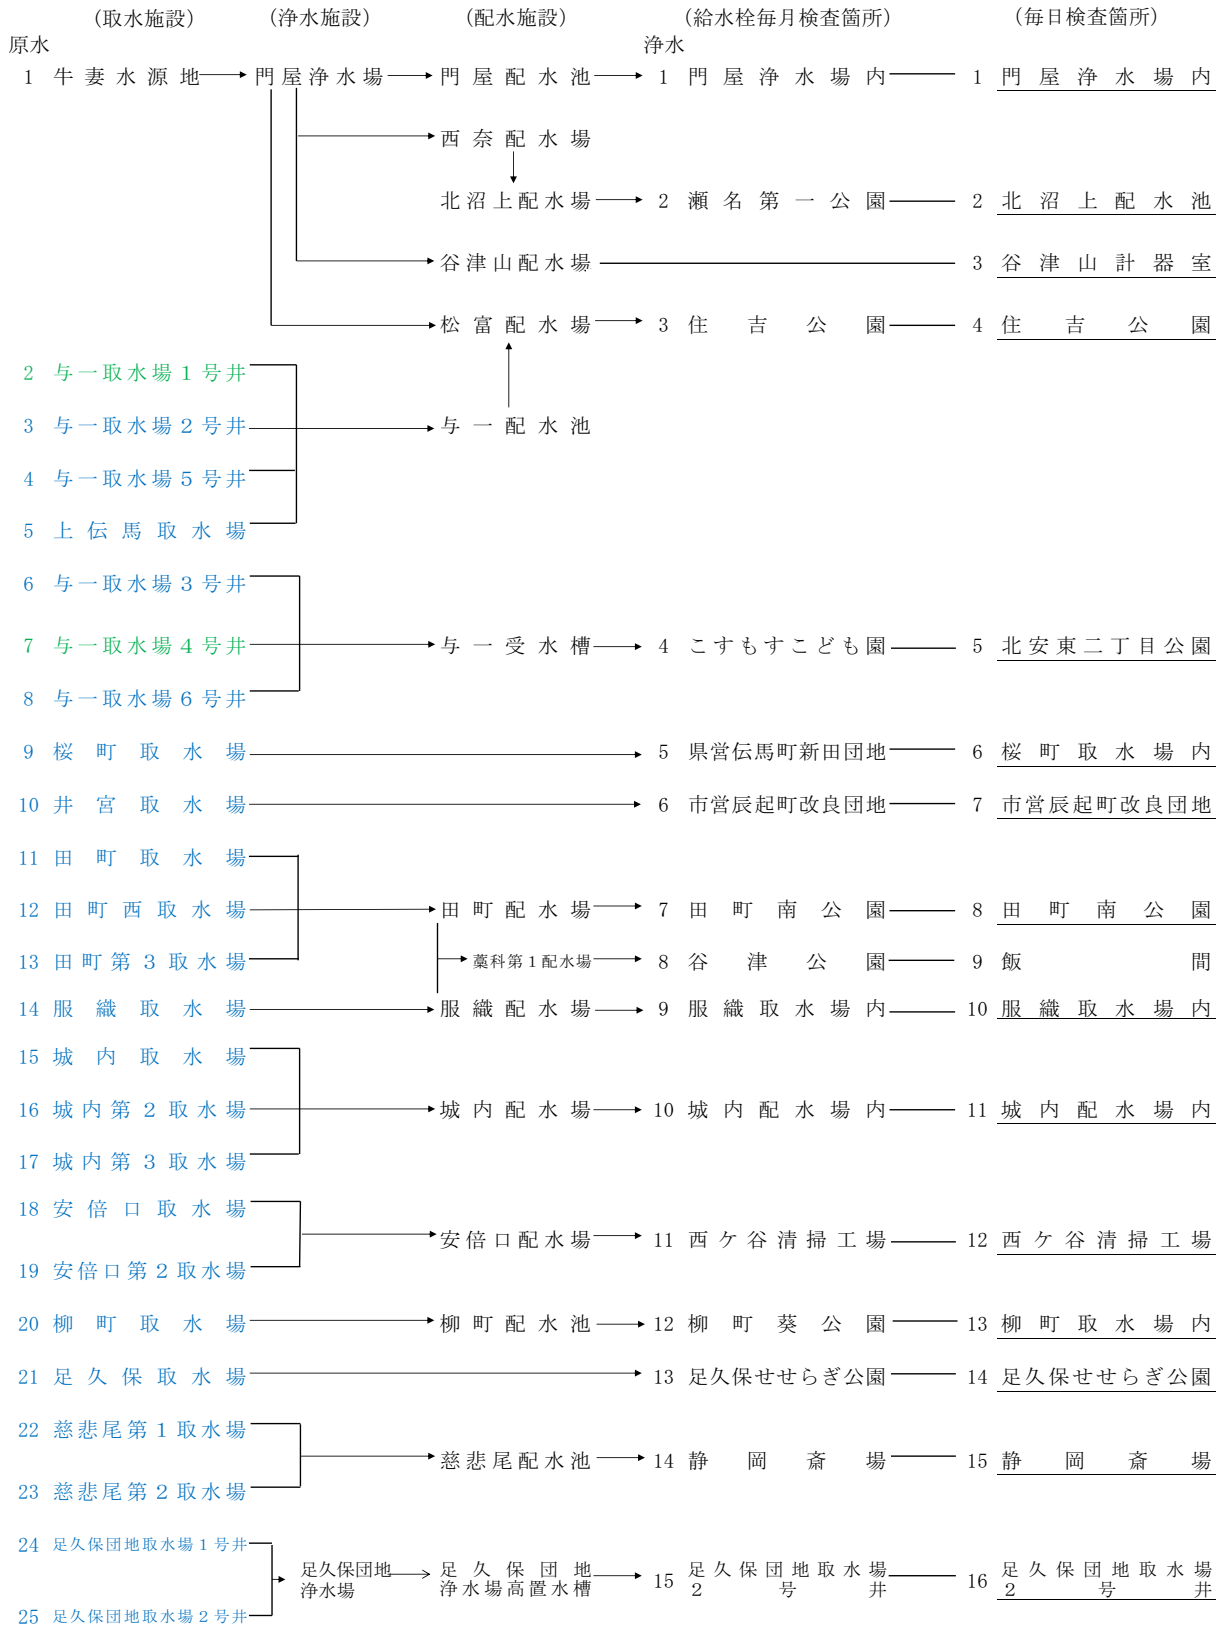 (取水施設) (浄水施設) (配水施設) (給水栓毎月検査箇所) (毎日検査箇所)
原水 浄水
1 牛妻水源地 門屋浄水場 門屋配水池 1 門屋浄水場内 1 門屋浄水場内
西奈配水場
北沼上配水場 2 瀬名第一公園 2 北沼上配水池
谷津山配水場 3 谷津山計器室
松富配水場 3 住吉公園 4 住吉公園
2 与一取水場1号井
3 与一取水場2号井 与一配水池
4 与一取水場5号井
5 上伝馬取水場
6 与一取水場3号井
7 与一取水場4号井 与一受水槽 4 こすもすこども園 5 北安東二丁目公園
8 与一取水場6号井
9 桜町取水場 5 県営伝馬町新田団地 6 桜町取水場内
10 井宮取水場 6 市営辰起町改良団地 7 市営辰起町改良団地
11 田町取水場
12 田町西取水場 田町配水場 7 田町南公園 8 田町南公園
13 田町第3取水場 藁科第1配水場 8 谷津公園 9 飯間
14 服織取水場 服織配水場 9 服織取水場内 10 服織取水場内
15 城内取水場
16 城内第2取水場 城内配水場 10 城内配水場内 11 城内配水場内
17 城内第3取水場
18 安倍口取水場
安倍口配水場 11 西ケ谷清掃工場 12 西ケ谷清掃工場
19 安倍口第2取水場
20 柳町取水場 柳町配水池 12 柳町葵公園 13 柳町取水場内
21 足久保取水場 13 足久保せせらぎ公園 14 足久保せせらぎ公園
22 慈悲尾第1取水場
慈悲尾配水池 14 静岡斎場 15 静岡斎場
23 慈悲尾第2取水場
24 足久保団地取水場1号井
足久保団地 足久保団地 15 足久保団地取水場 16 足久保団地取水場
浄水場 浄水場高置水槽 2号井 2号井
25 足久保団地取水場2号井